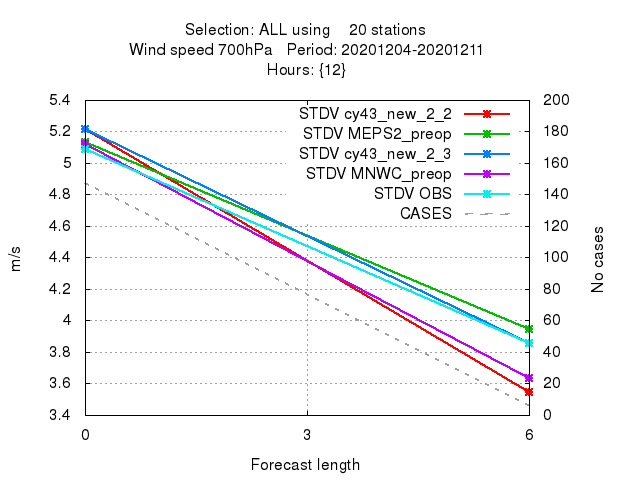 Selection: ALL using    20 stations
Wind speed 700hPa   Period: 20201204-20201211
Hours: {12}
5.4
5.2
5
4.8
4.6
4.4
4.2
4
3.8
3.6
3.4
m/s
STDV cy43_new_2_2
STDV MEPS2_preop
STDV cy43_new_2_3
STDV MNWC_preop
STDV OBS
CASES
200
180
160
140
120
100
80
60
40
20
0
No cases
0
3
6
Forecast length